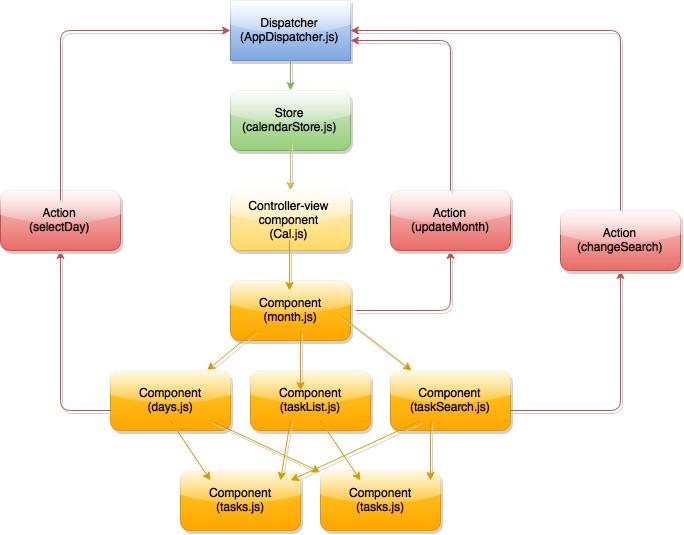 Dispatcher
(AppDispatcher.js)
Store
(calendarStore.js)
Controller-view
component
(Cal.js)
Action
(selectDay)
Action
(updateMonth)
Action
(changeSearch)
Component
(month.js)
Component
(days.js)
Component
(taskList.js)
Component
(taskSearch.js)
Component
(tasks.js)
Component
(tasks.js)